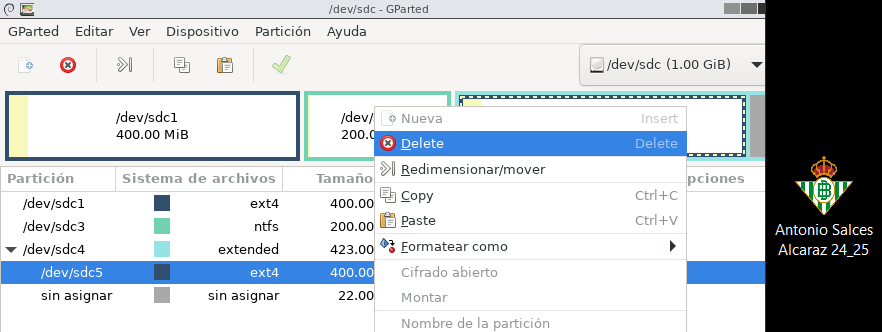 /dev/sdc - GParted
GParted Editar Ver Dispositivo Partición Ayuda
/dev/sdc (1.00 GiB)
/dev/sdc1
400.00 MiB
/dev/s
200.0
Nueva Insert
Delete Delete
Redimensionar/mover
Copy Ctrl+C
Paste Ctrl+V
Formatear como
Cifrado abierto
Montar
Nombre de la partición
Partición Sistema de archivos Tamaño pciones
/dev/sdc1 ext4 400.00
/dev/sdc3 ntfs 200.00
/dev/sdc4 extended 423.00
/dev/sdc5 ext4 400.00
sin asignar sin asignar 22.00
Antonio Salces
Alcaraz 24_25